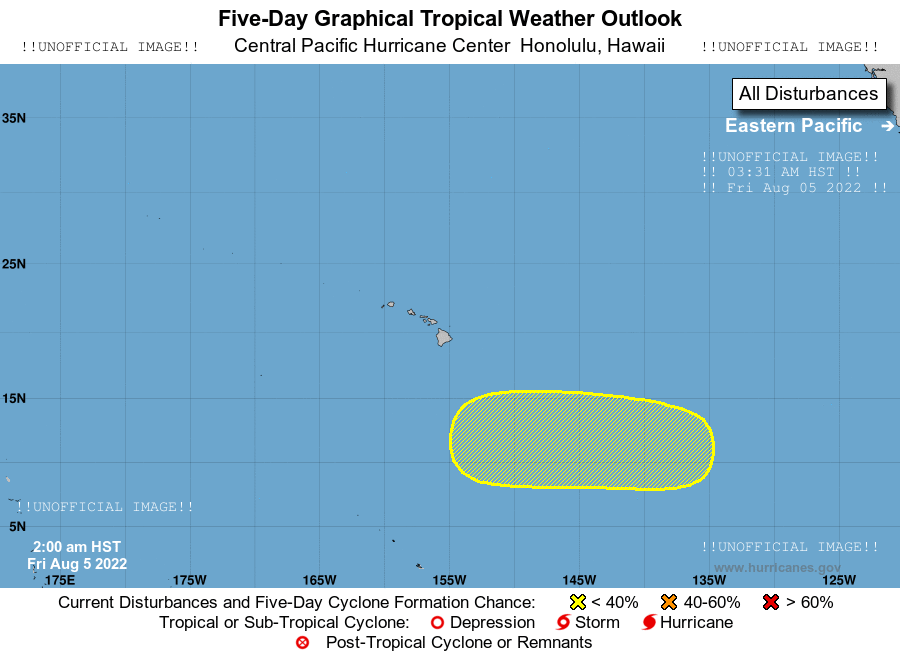 Five-Day Graphical Tropical Weather Outlook
!!UNOFFICIAL IMAGE!! Central Pacific Hurricane Center Honolulu, Hawaii !!UNOFFICIAL IMAGE!!
All Disturbances
35N
Eastern Pacific →
!!UNOFFICIAL IMAGE!!
!! 03:31 AM HST !!
!! Fri Aug 05 2022 !!
25N
15N
!!UNOFFICIAL IMAGE!!
5N
2:00 am HST
Fri Aug 5 2022
!!UNOFFICIAL IMAGE!!
www.hurricanes.gov
175E 175W 165W 155W 145W 135W 125W
Current Disturbances and Five-Day Cyclone Formation Chance: < 40% 40-60% > 60%
Tropical or Sub-Tropical Cyclone: Depression Storm Hurricane
Post-Tropical Cyclone or Remnants